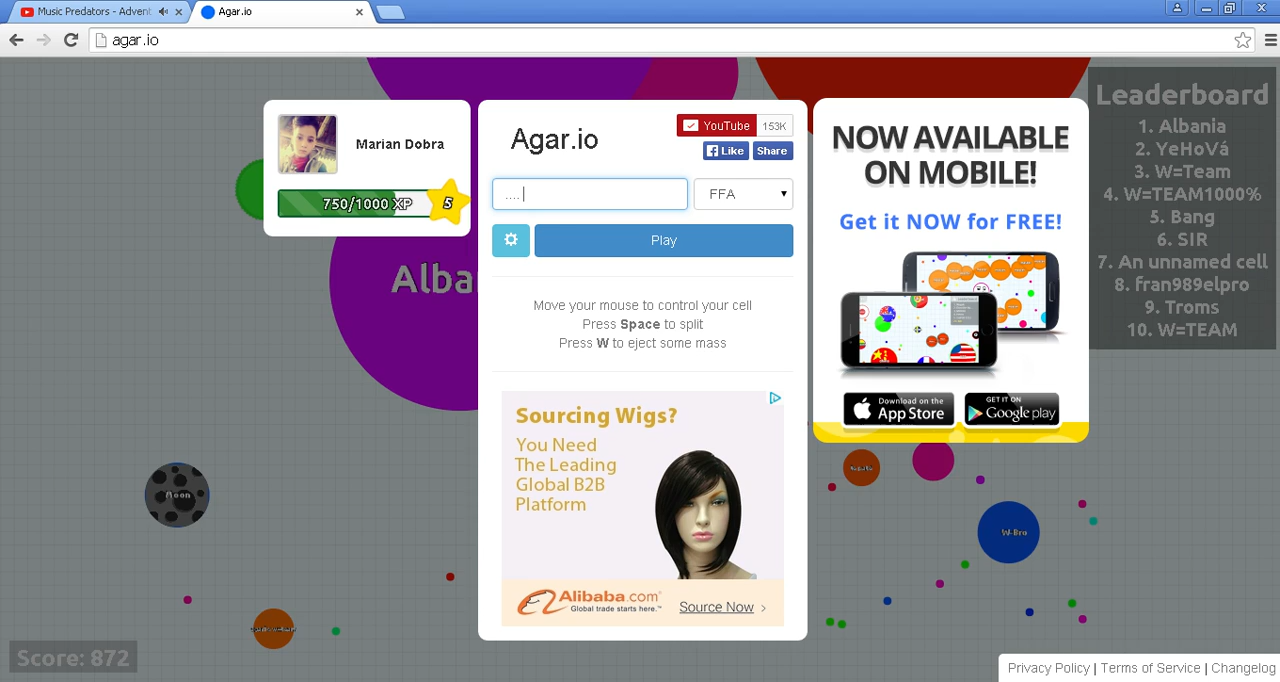 Music Predators - Advent
Agar.io
agar.io
Marian Dobra
750/1000 XP
5
Agar.io
YouTube 153K
Like Share
....
FFA
Play
Move your mouse to control your cell
Press Space to split
Press W to eject some mass
Sourcing Wigs?
You Need
The Leading
Global B2B
Platform
Alibaba.com
Global trade starts here.™
Source Now >
NOW AVAILABLE
ON MOBILE!
Get it NOW for FREE!
Download on the
App Store
GET IT ON
Google play
Leaderboard
1. Albania
2. YeHoVá
3. W=Team
4. W=TEAM1000%
5. Bang
6. SIR
7. An unnamed cell
8. fran989elpro
9. Troms
10. W=TEAM
Alba
Moon
W-Bro
Score: 872
Privacy Policy | Terms of Service | Changelog